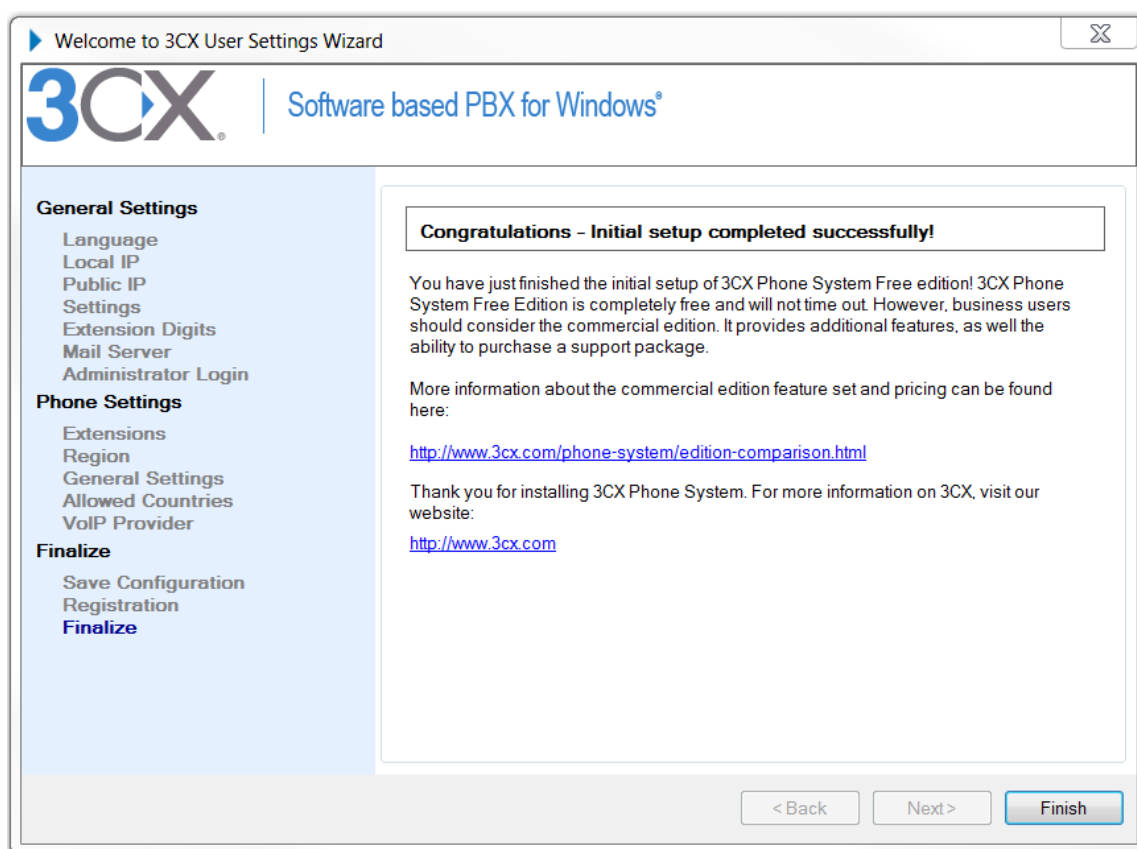 Welcome to 3CX User Settings Wizard
3CX®
Software based PBX for Windows®
General Settings
Language
Local IP
Public IP
Settings
Extension Digits
Mail Server
Administrator Login
Phone Settings
Extensions
Region
General Settings
Allowed Countries
VoIP Provider
Finalize
Save Configuration
Registration
Finalize
Congratulations - Initial setup completed successfully!
You have just finished the initial setup of 3CX Phone System Free edition! 3CX Phone
System Free Edition is completely free and will not time out. However, business users
should consider the commercial edition. It provides additional features, as well the
ability to purchase a support package.
More information about the commercial edition feature set and pricing can be found
here:
http://www.3cx.com/phone-system/edition-comparison.html
Thank you for installing 3CX Phone System. For more information on 3CX, visit our
website:
http://www.3cx.com
< Back
Next >
Finish